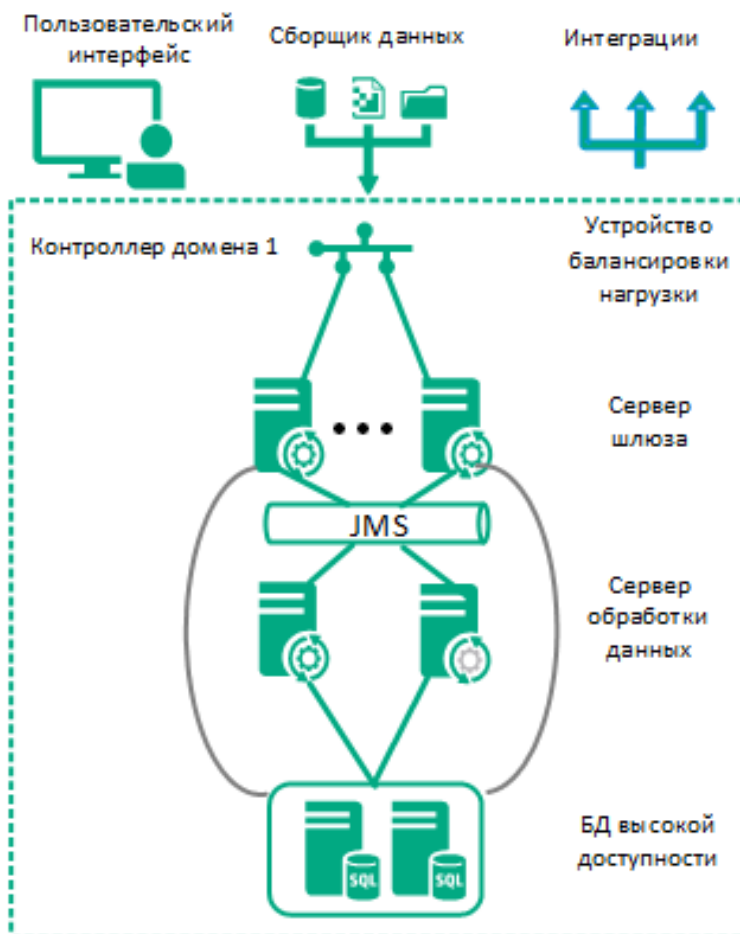 Пользовательский
интерфейс
Сборщик данных
Интеграции
Контроллер домена 1
Устройство
балансировки
нагрузки
Сервер
шлюза
JMS
Сервер
обработки
данных
БД высокой
доступности
SQL
SQL